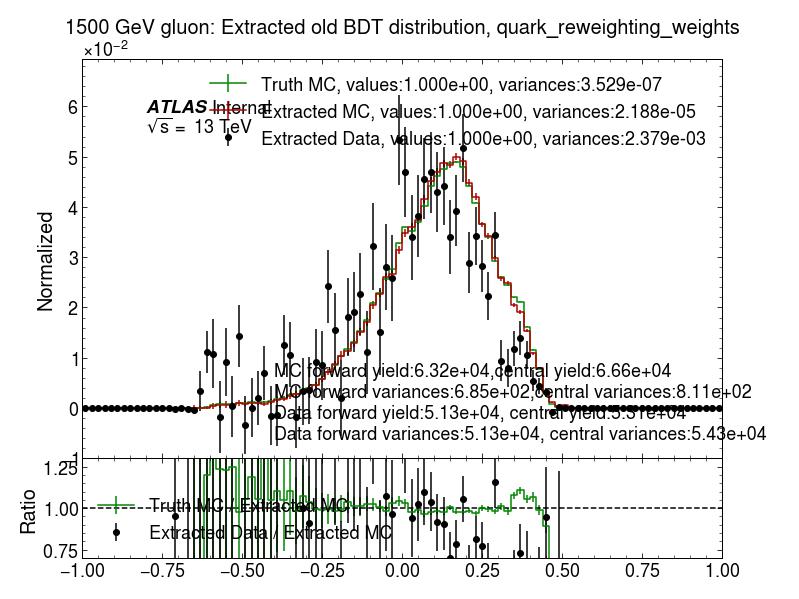 1500 GeV gluon: Extracted old BDT distribution, quark_reweighting_weights
×10⁻²
Truth MC, values:1.000e+00, variances:3.529e-07
ATLAS Internal
Extracted MC, values:1.000e+00, variances:2.188e-05
√s = 13 TeV
Extracted Data, values:1.000e+00, variances:2.379e-03
6
5
4
3
2
1
0
1
Normalized
MC forward yield:6.32e+04,central yield:6.66e+04
MC forward variances:6.85e+02,central variances:8.11e+02
Data forward yield:5.13e+04, central yield:5.31e+04
Data forward variances:5.13e+04, central variances:5.43e+04
1.25
1.00
0.75
Ratio
Truth MC / Extracted MC
Extracted Data / Extracted MC
−1.00 −0.75 −0.50 −0.25 0.00 0.25 0.50 0.75 1.00